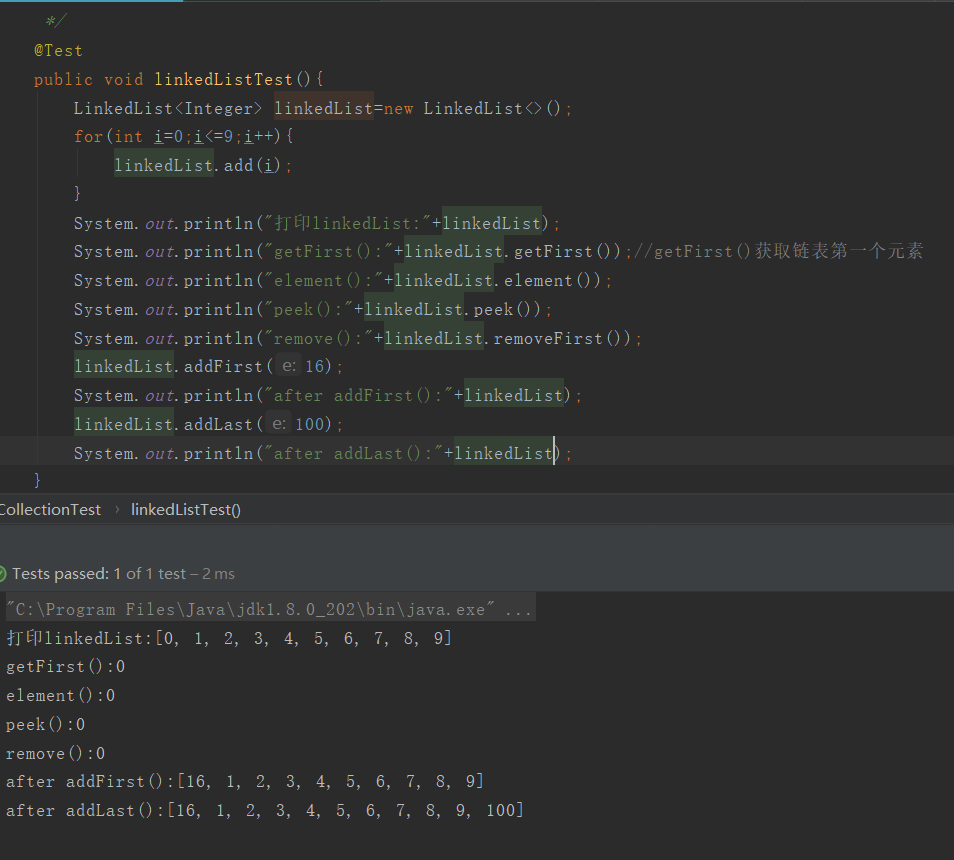 */
@Test
public void linkedListTest(){
LinkedList<Integer> linkedList=new LinkedList<>();
for(int i=0;i<=9;i++){
linkedList.add(i);
}
System.out.println("打印linkedList:"+linkedList);
System.out.println("getFirst():"+linkedList.getFirst());//getFirst()获取链表第一个元素
System.out.println("element():"+linkedList.element());
System.out.println("peek():"+linkedList.peek());
System.out.println("remove():"+linkedList.removeFirst());
linkedList.addFirst( e: 16);
System.out.println("after addFirst():"+linkedList);
linkedList.addLast( e: 100);
System.out.println("after addLast():"+linkedList);
}
CollectionTest › linkedListTest()
Tests passed: 1 of 1 test – 2 ms
"C:\Program Files\Java\jdk1.8.0_202\bin\java.exe" ...
打印linkedList:[0, 1, 2, 3, 4, 5, 6, 7, 8, 9]
getFirst():0
element():0
peek():0
remove():0
after addFirst():[16, 1, 2, 3, 4, 5, 6, 7, 8, 9]
after addLast():[16, 1, 2, 3, 4, 5, 6, 7, 8, 9, 100]